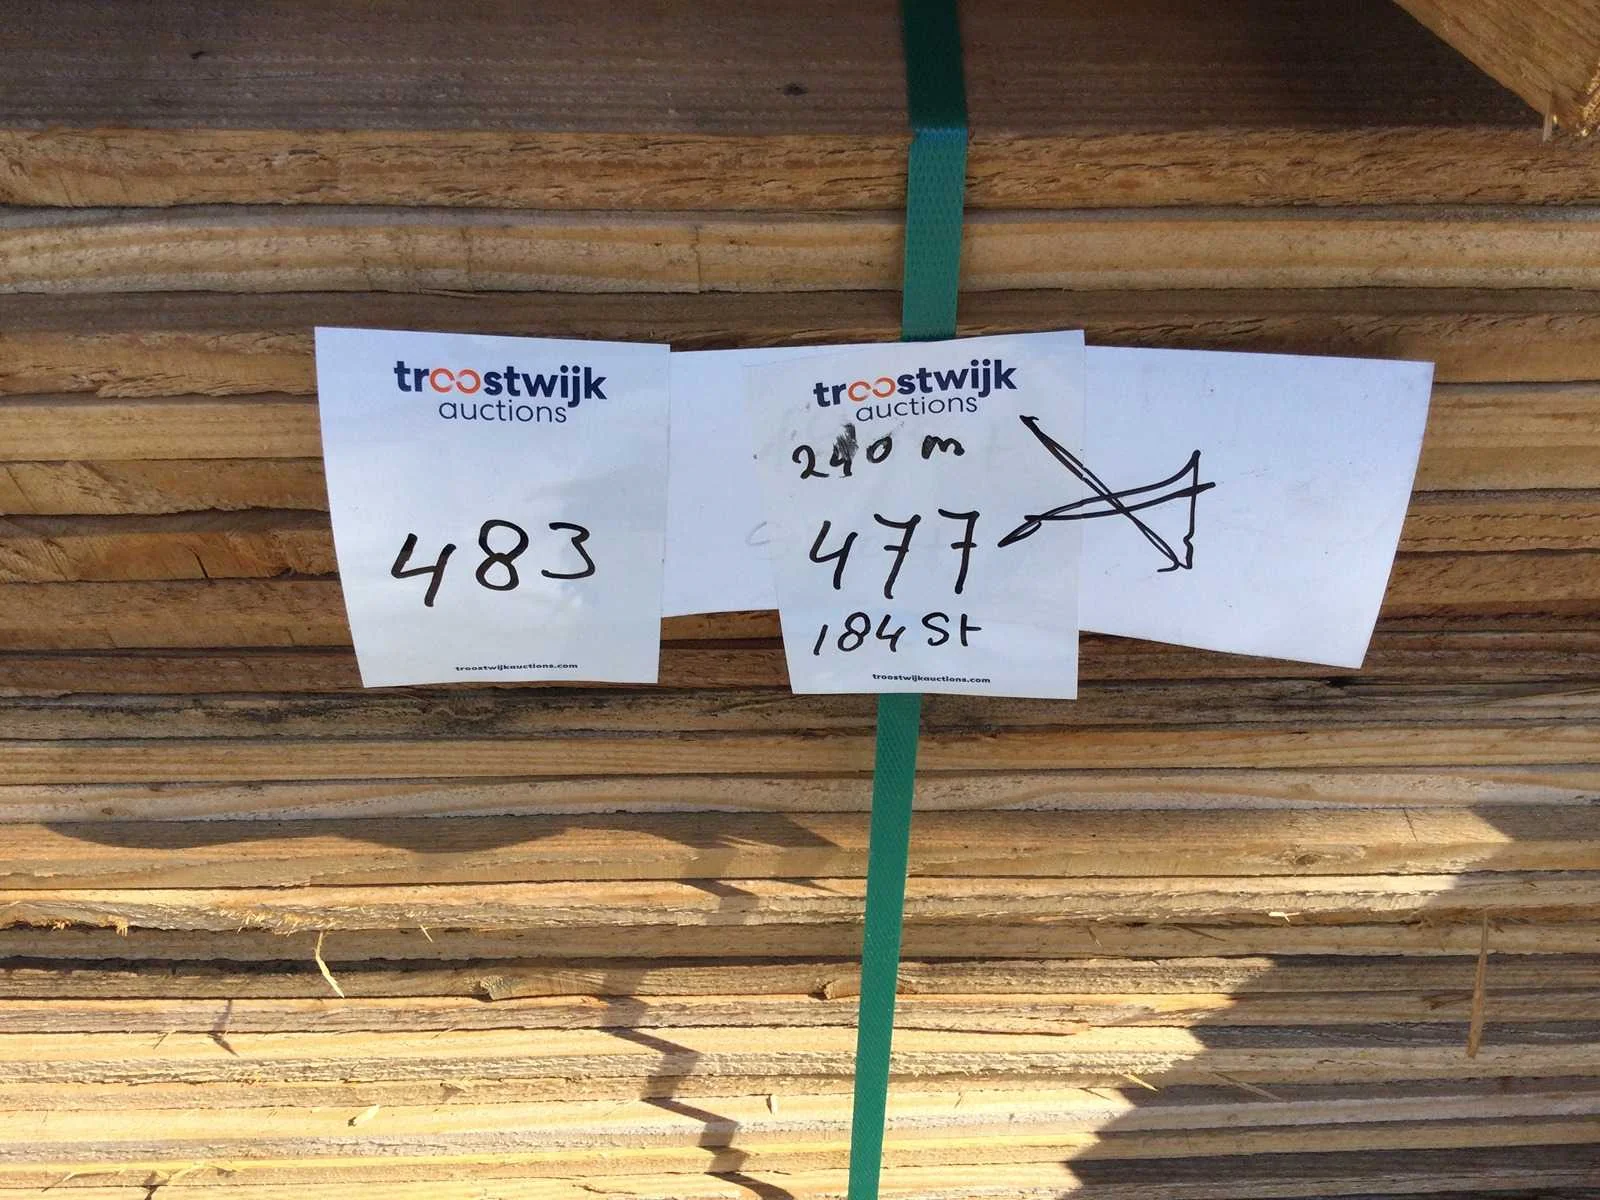 troostwijk
auctions
483
troostwijkauctions.com
troostwijk
auctions
240 m
477
184 St
troostwijkauctions.com